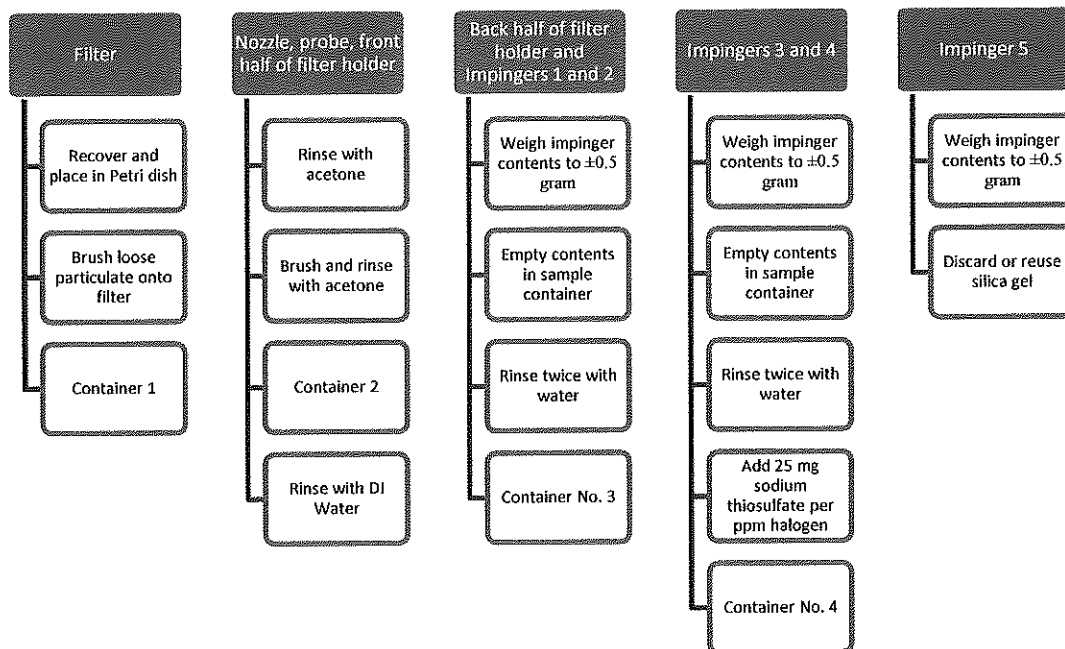 Filter
Recover and
place in Petri dish
Brush loose
particulate onto
filter
Container 1
Nozzle, probe, front
half of filter holder
Rinse with
acetone
Brush and rinse
with acetone
Container 2
Rinse with DI
Water
Back half of filter
holder and
Impingers 1 and 2
Weigh impinger
contents to ±0.5
gram
Empty contents
in sample
container
Rinse twice with
water
Container No. 3
Impingers 3 and 4
Weigh impinger
contents to ±0.5
gram
Empty contents
in sample
container
Rinse twice with
water
Add 25 mg
sodium
thiosulfate per
ppm halogen
Container No. 4
Impinger 5
Weigh impinger
contents to ±0.5
gram
Discard or reuse
silica gel